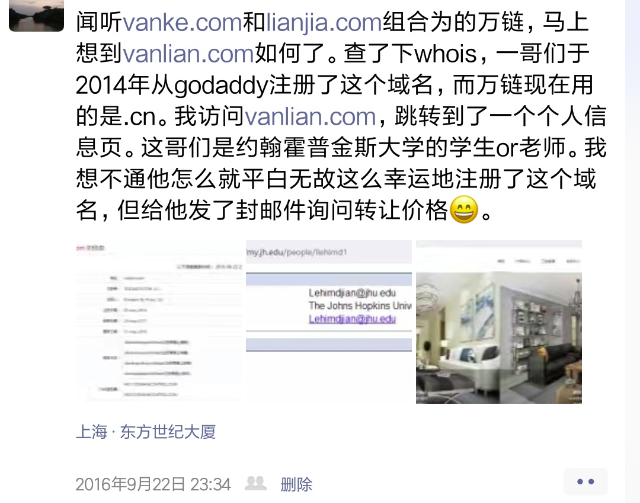 闻听vanke.com和lianjia.com组合为的万链，马上
想到vanlian.com如何了。查了下whois，一哥们于
2014年从godaddy注册了这个域名，而万链现在用
的是.cn。我访问vanlian.com，跳转到了一个个人信
息页。这哥们是约翰霍普金斯大学的学生or老师。我
想不通他怎么就平白无故这么幸运地注册了这个域
名，但给他发了封邮件询问转让价格😄。
my.jh.edu/people/llehimd1
Lehimdjian@jhu edu
The Johns Hopkins Univ
Lehimdjian@jhu.edu
上海 · 东方世纪大厦
2016年9月22日 23:34 删除